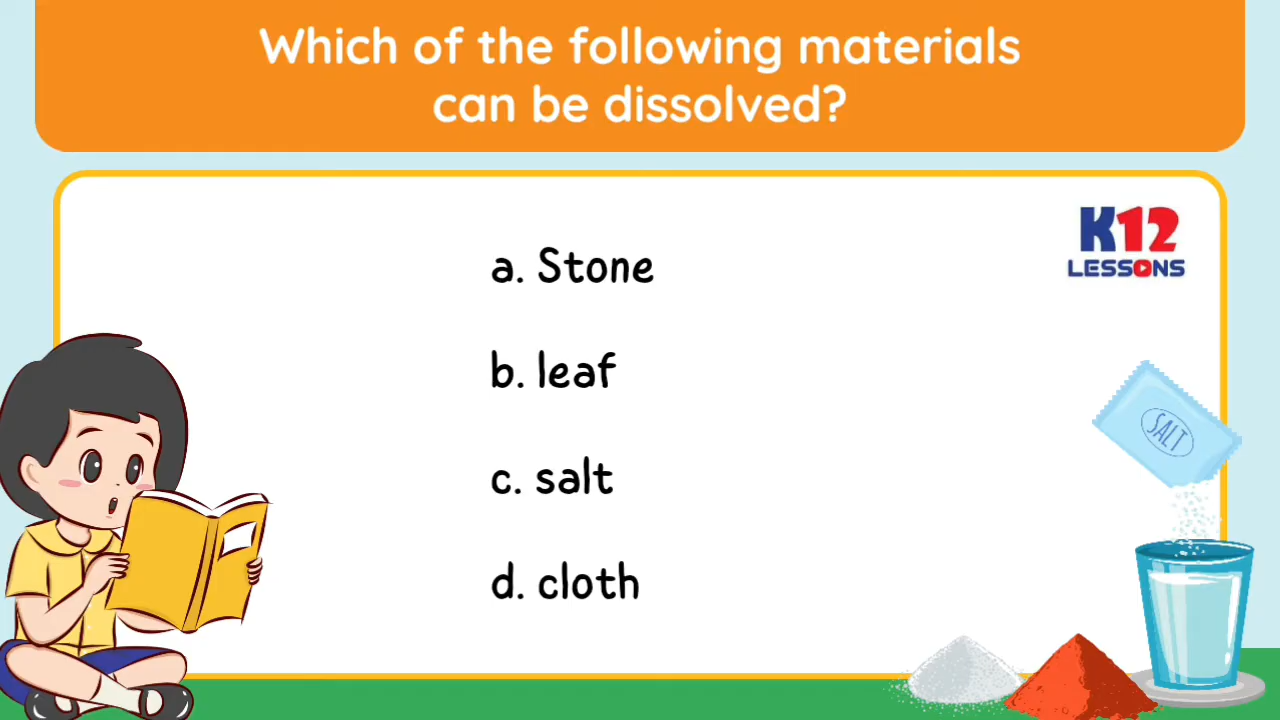 Which of the following materials
can be dissolved?
K12
LESSONS
a. Stone
b. leaf
c. salt
d. cloth
SALT